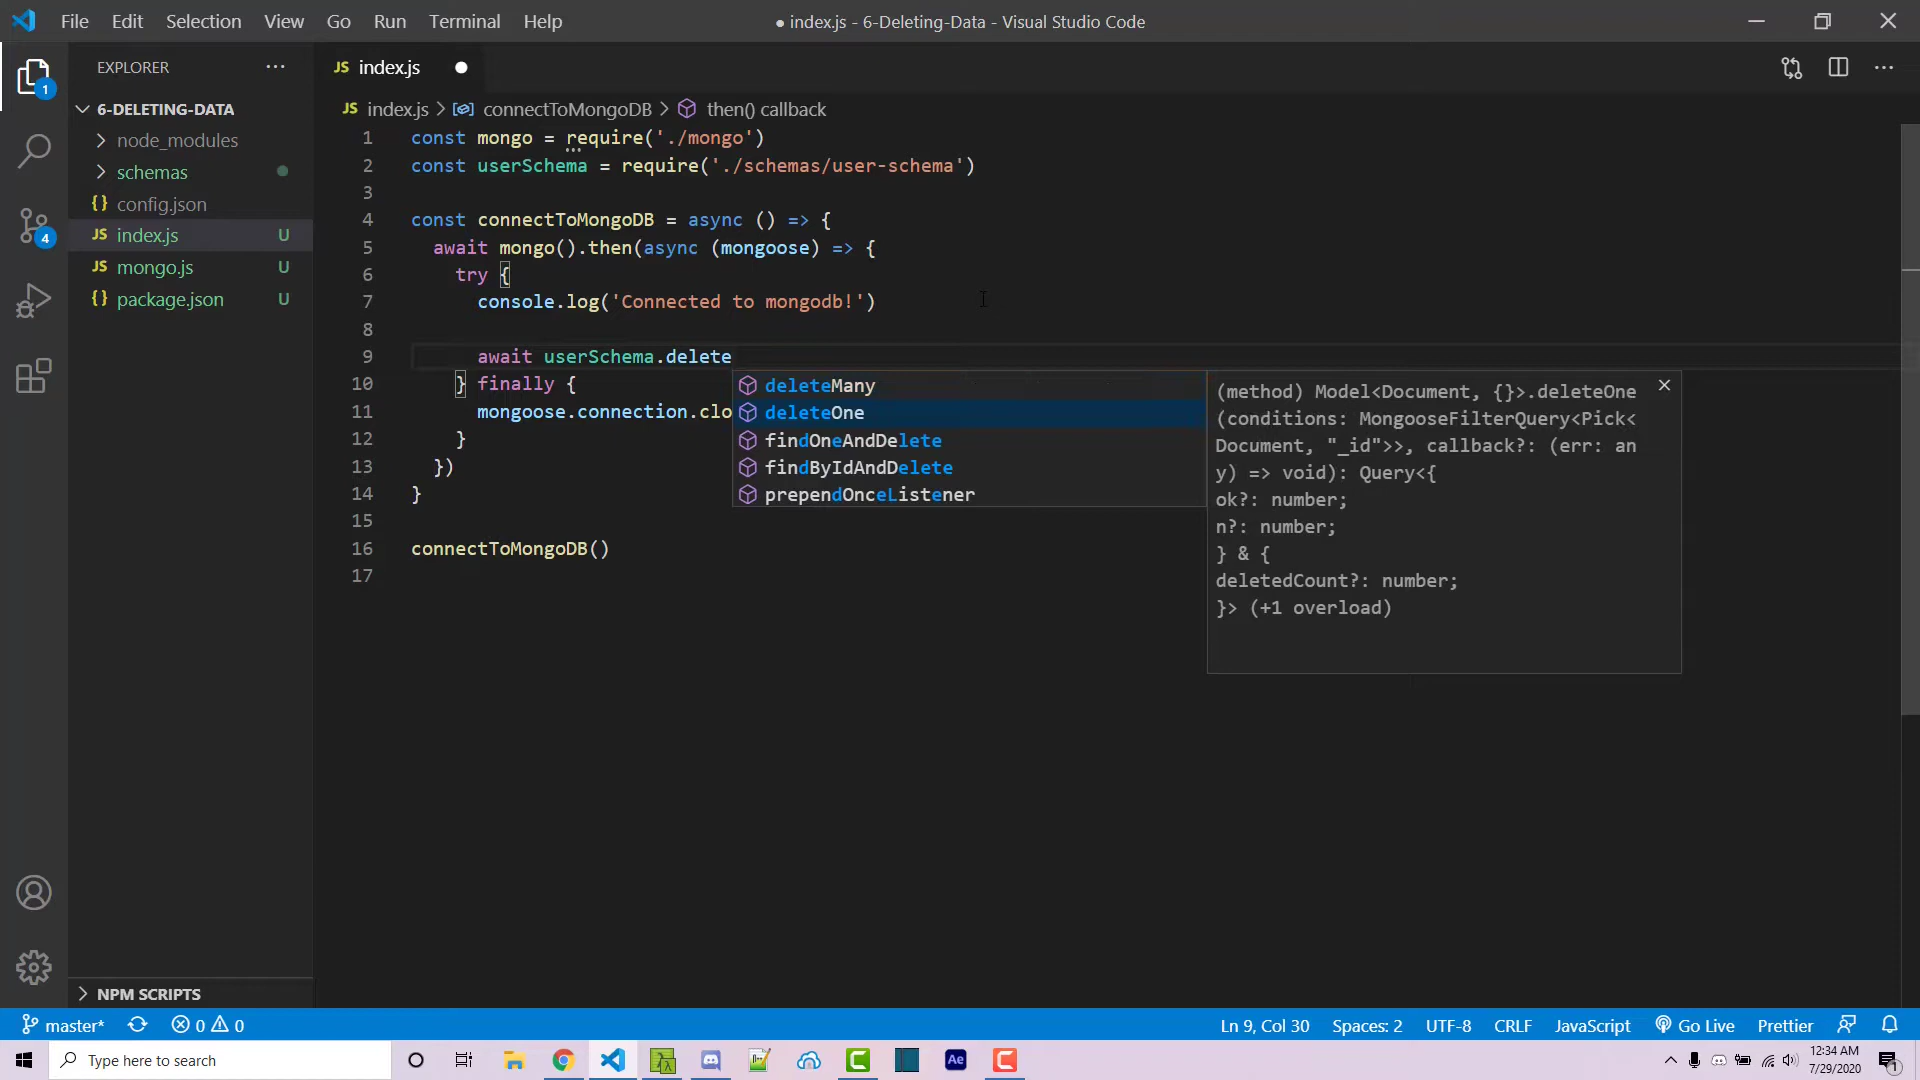 File Edit Selection View Go Run Terminal Help
● index.js - 6-Deleting-Data - Visual Studio Code
EXPLORER
JS index.js
6-DELETING-DATA
node_modules
schemas
{} config.json
JS index.js U
JS mongo.js U
{} package.json U
1
4
NPM SCRIPTS
JS index.js > connectToMongoDB > then() callback
1 const mongo = require('./mongo')
2 const userSchema = require('./schemas/user-schema')
3
4 const connectToMongoDB = async () => {
5 await mongo().then(async (mongoose) => {
6 try {
7 console.log('Connected to mongodb!')
8
9 await userSchema.delete
10 } finally {
11 mongoose.connection.clo
12 }
13 })
14 }
15
16 connectToMongoDB()
17
deleteMany
deleteOne
findOneAndDelete
findByIdAndDelete
prependOnceListener
(method) Model<Document, {}>.deleteOne
(conditions: MongooseFilterQuery<Pick<
Document, "_id">>, callback?: (err: an
y) => void): Query<{
ok?: number;
n?: number;
} & {
deletedCount?: number;
}> (+1 overload)
master* 0 0
Ln 9, Col 30 Spaces: 2 UTF-8 CRLF JavaScript Go Live Prettier
Type here to search
Ae
12:34 AM
7/29/2020
1